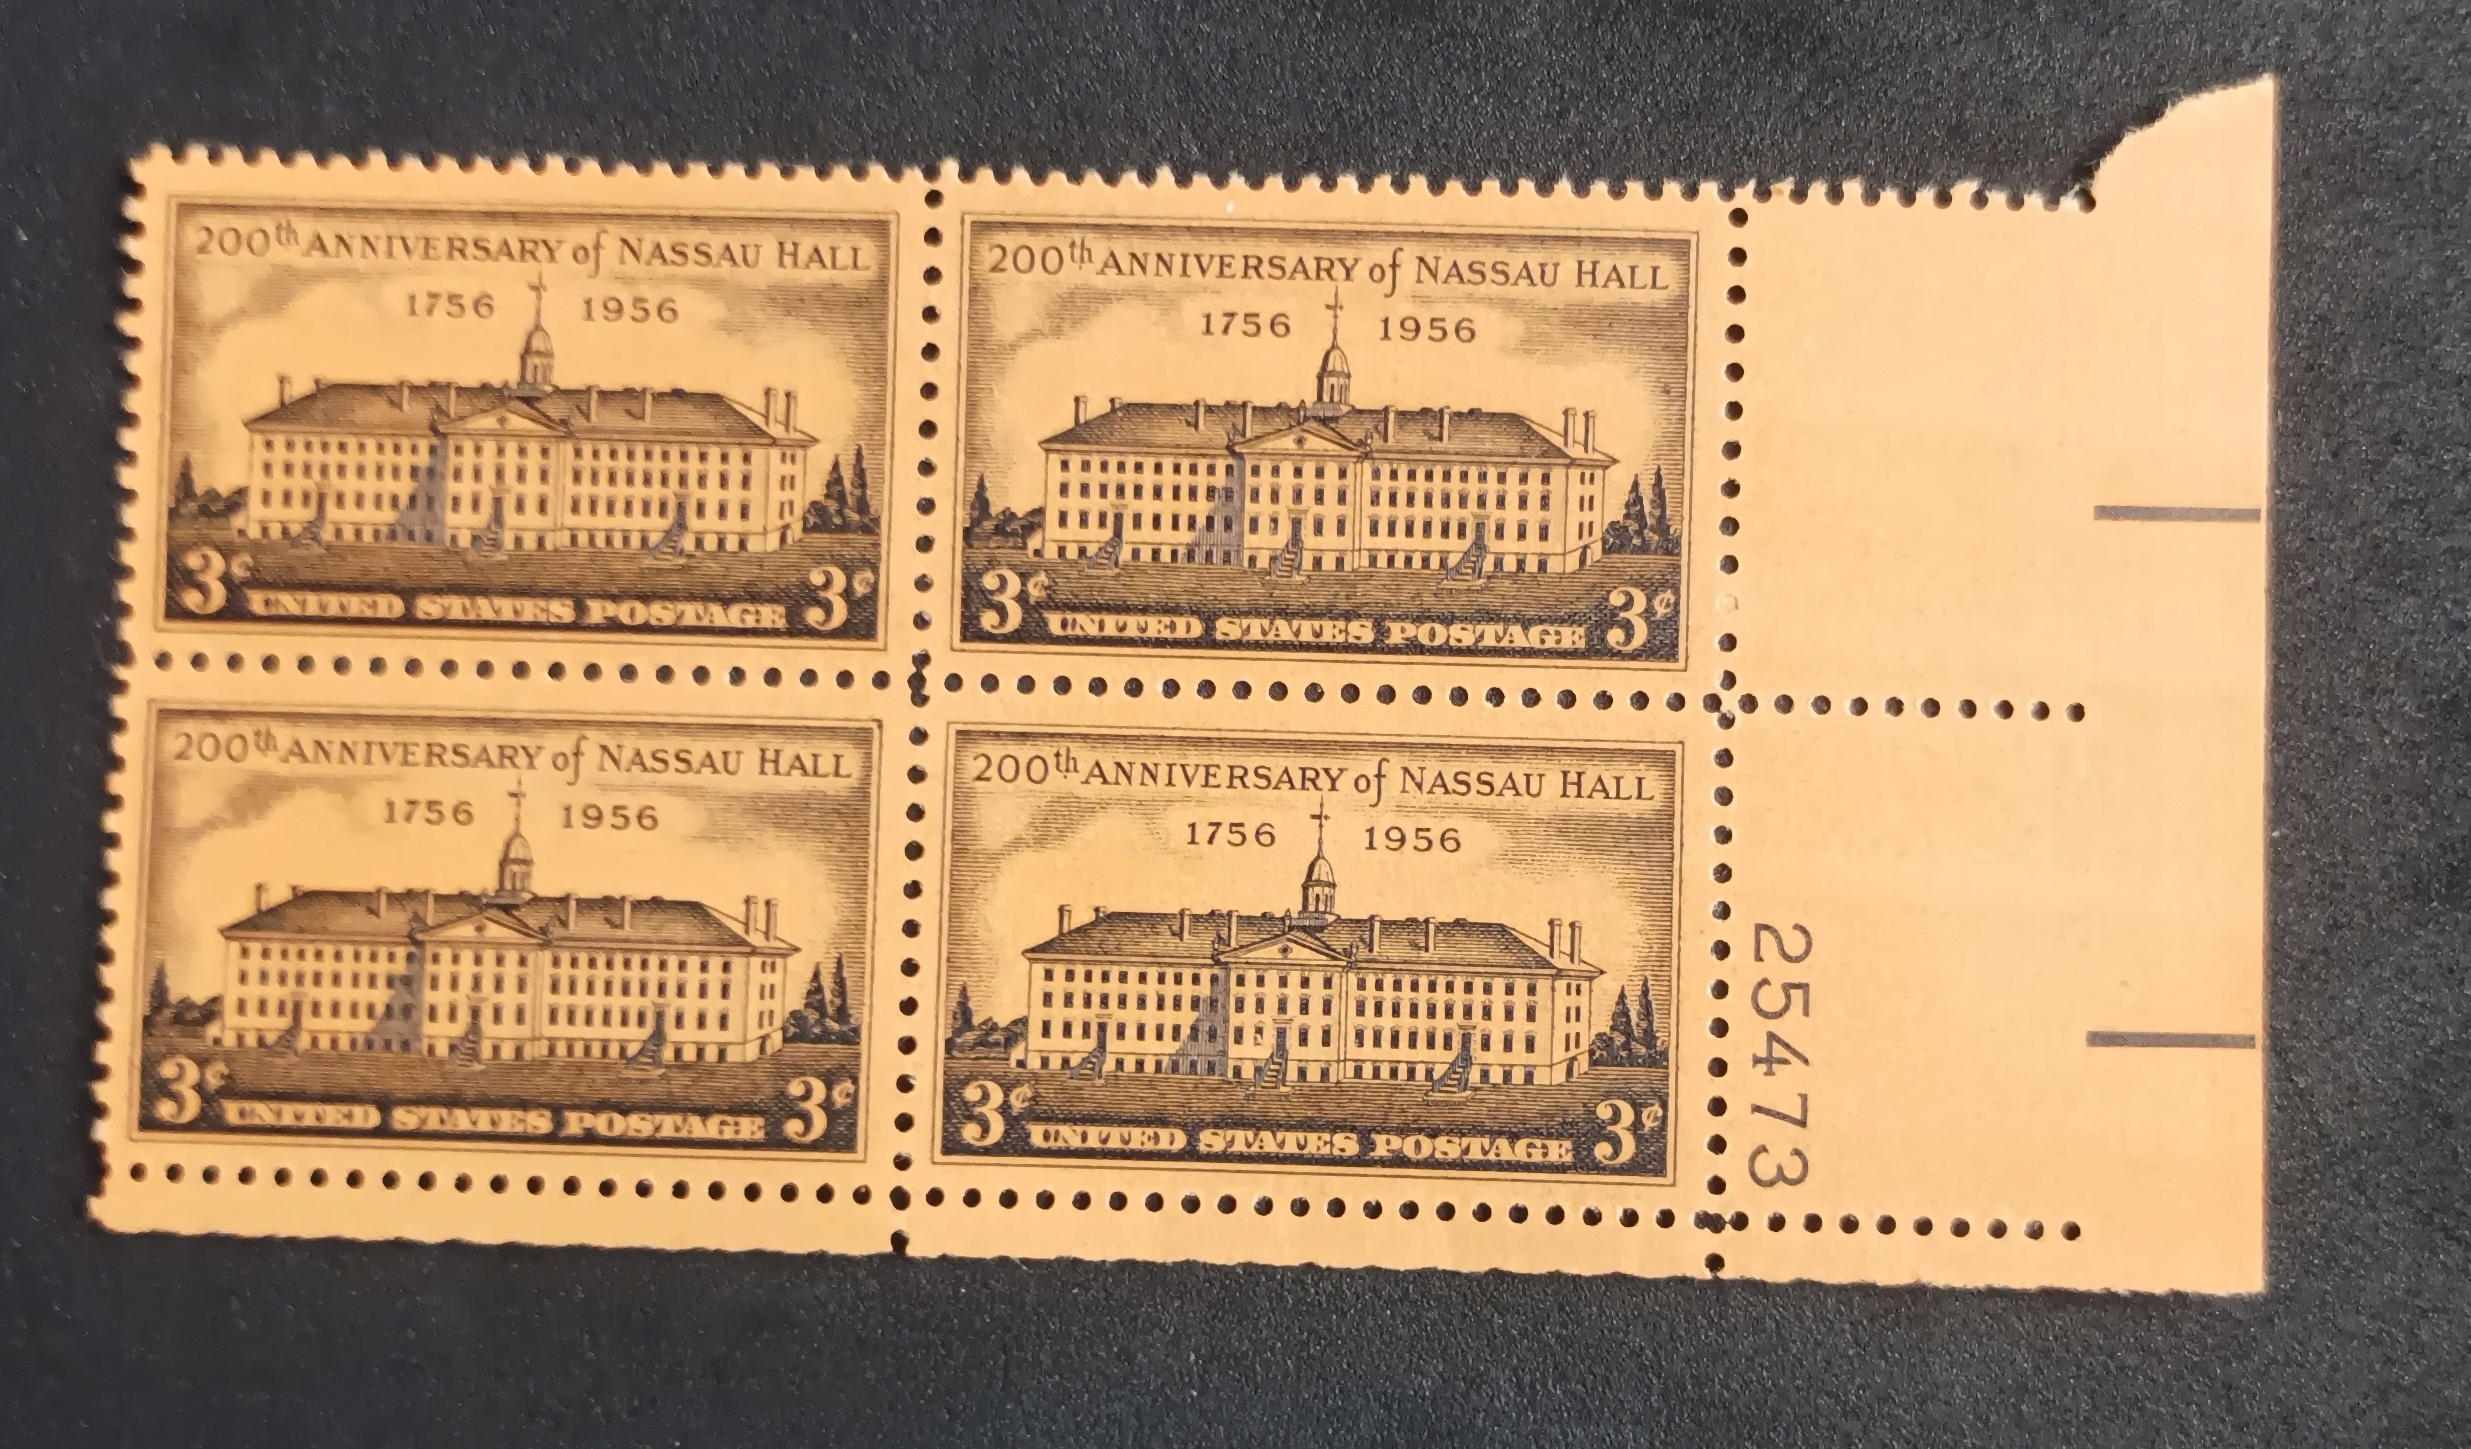 200th ANNIVERSARY of NASSAU HALL
1756 1956
3¢ UNITED STATES POSTAGE 3¢
200th ANNIVERSARY of NASSAU HALL
1756 1956
3¢ UNITED STATES POSTAGE 3¢
200th ANNIVERSARY of NASSAU HALL
1756 1956
3¢ UNITED STATES POSTAGE 3¢
200th ANNIVERSARY of NASSAU HALL
1756 1956
3¢ UNITED STATES POSTAGE 3¢
25473